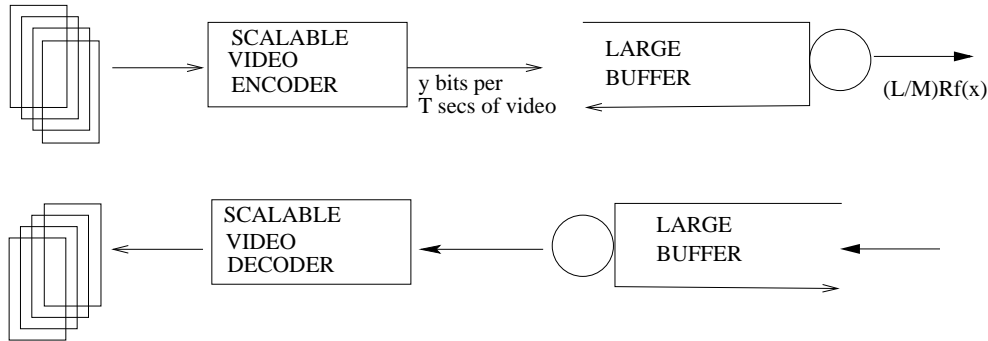 SCALABLE
VIDEO
ENCODER
y bits per
T secs of video
LARGE
BUFFER
(L/M)Rf(x)
SCALABLE
VIDEO
DECODER
LARGE
BUFFER